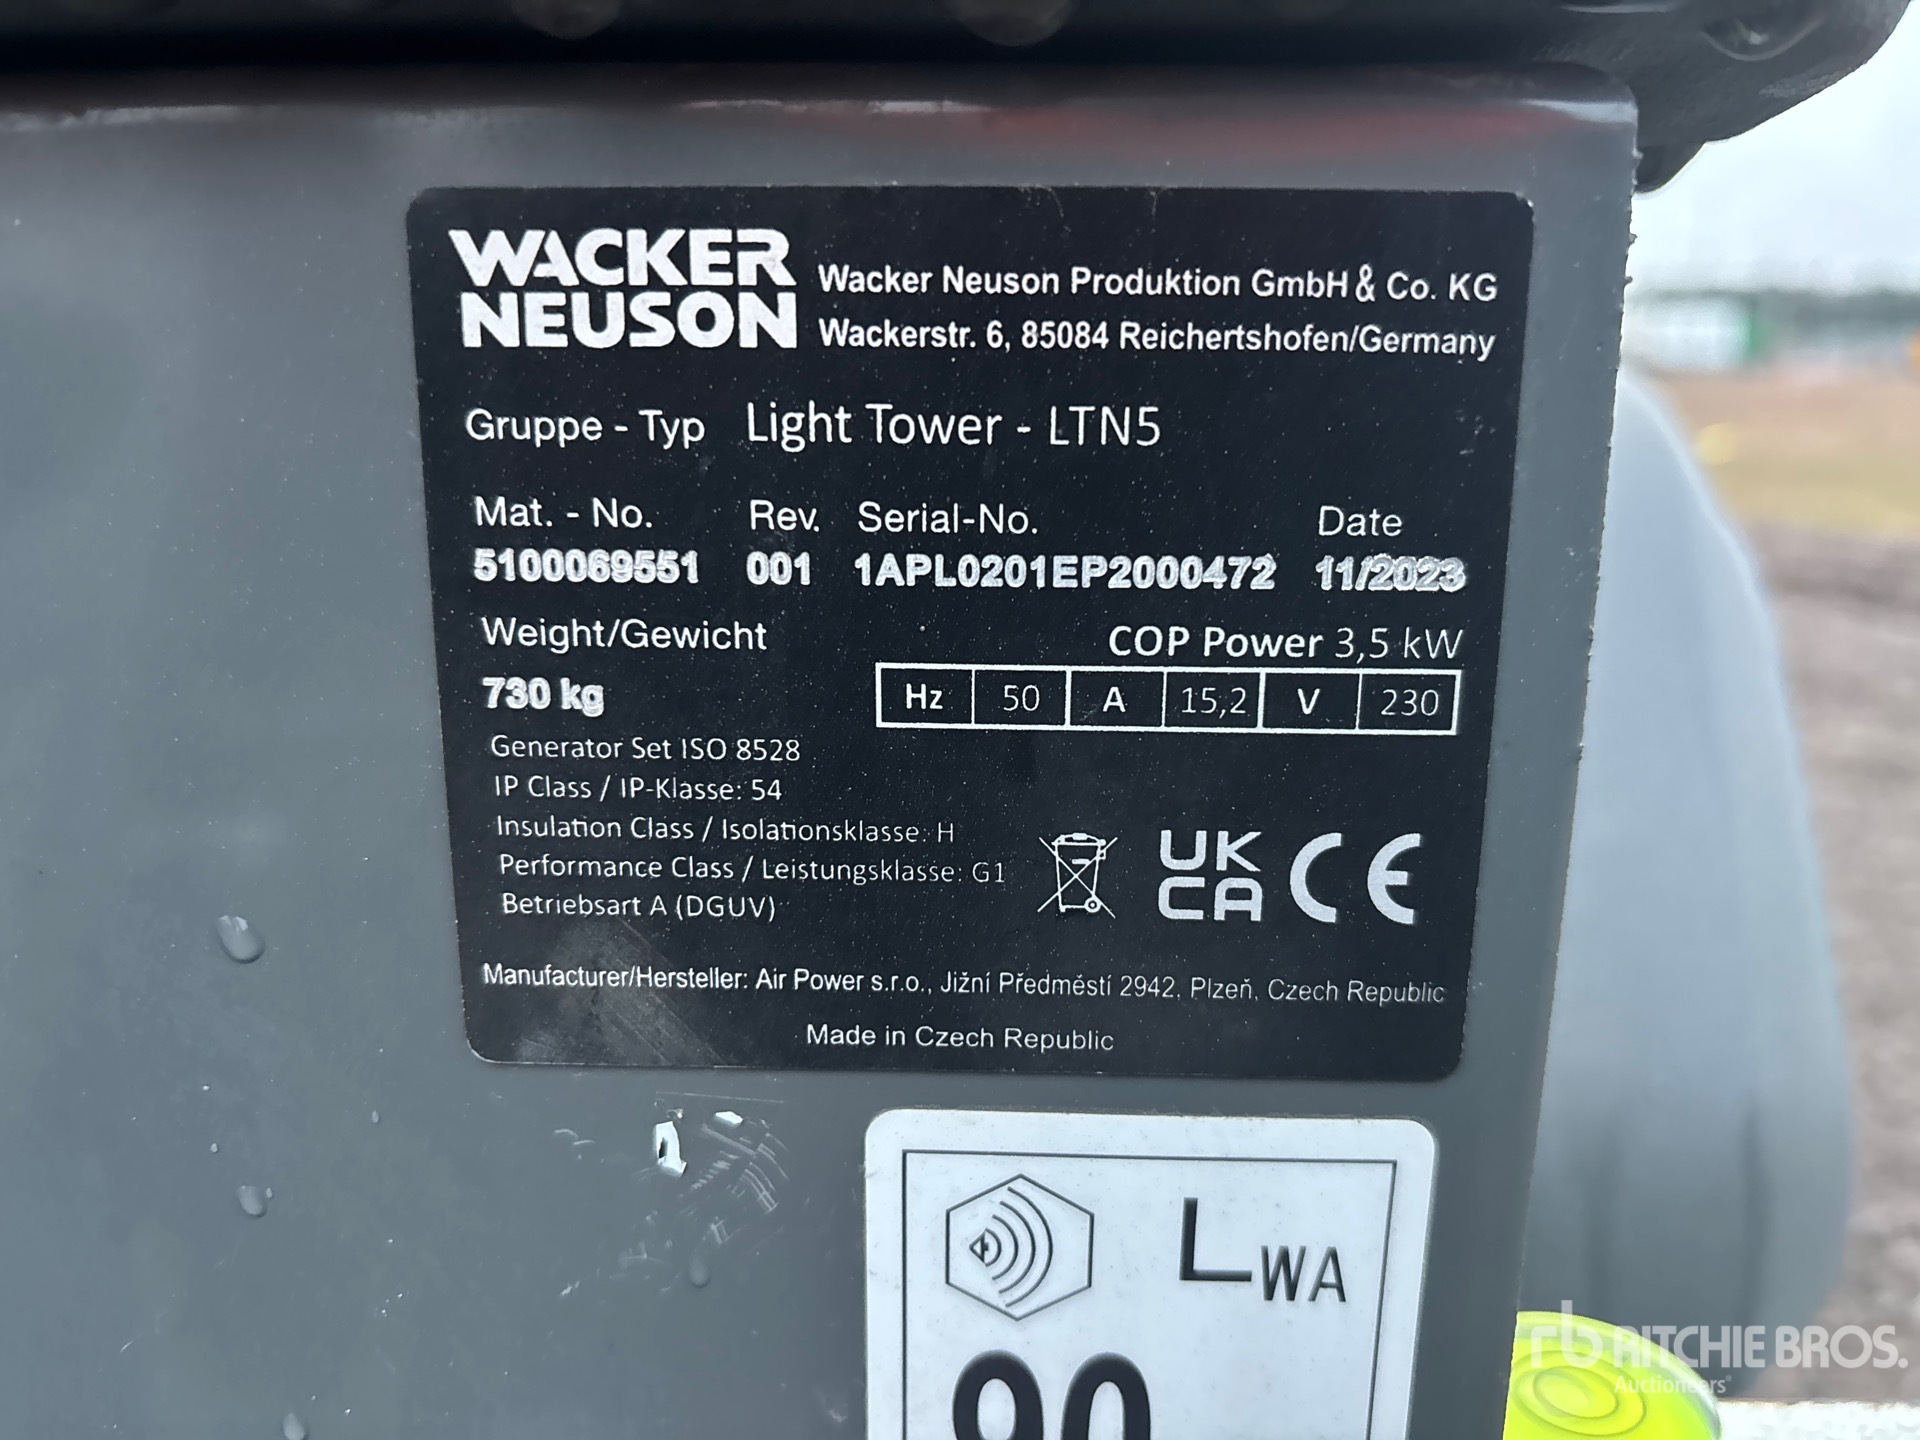 WACKER
NEUSON
Wacker Neuson Produktion GmbH & Co. KG
Wackerstr. 6, 85084 Reichertshofen/Germany
Gruppe - Typ Light Tower - LTN5
Mat. - No. Rev. Serial-No. Date
5100069551 001 1APL0201EP2000472 11/2023
Weight/Gewicht COP Power 3,5 kW
730 kg Hz 50 A 15,2 V 230
Generator Set ISO 8528
IP Class / IP-Klasse: 54
Insulation Class / Isolationsklasse: H
Performance Class / Leistungsklasse: G1
Betriebsart A (DGUV)
UK
CA CE
Manufacturer/Hersteller: Air Power s.r.o., Jižní Předměstí 2942, Plzeň, Czech Republic
Made in Czech Republic
LWA
90
rb RITCHIE BROS.
Auctioneers